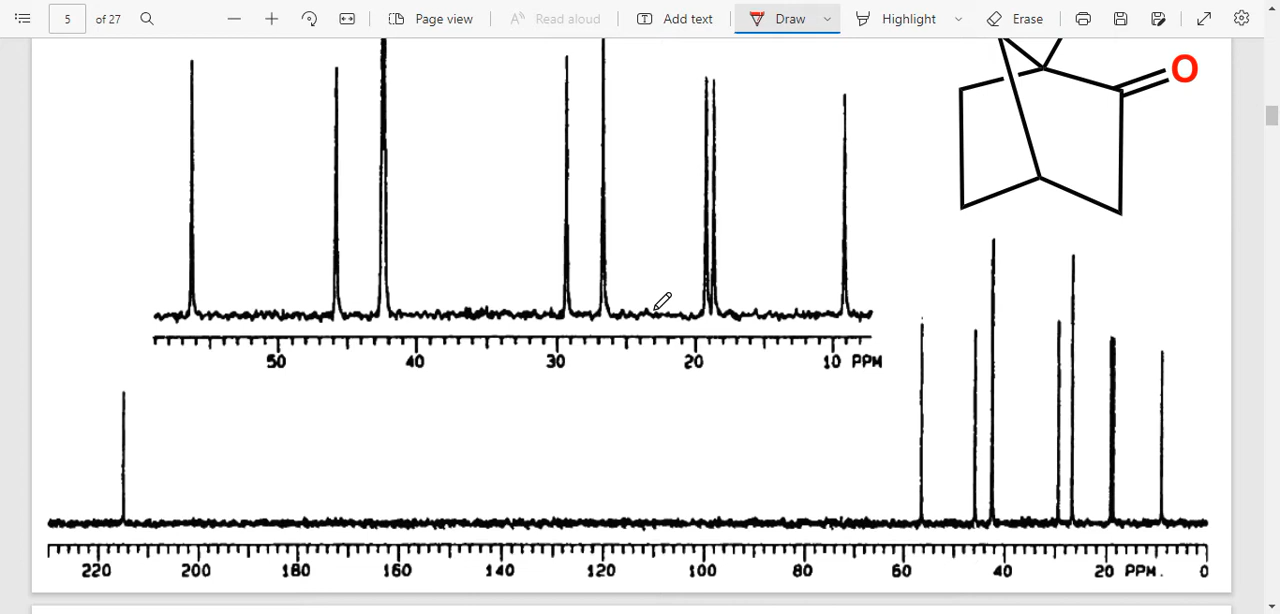 5 of 27 Page view Read aloud Add text Draw Highlight Erase
O
50 40 30 20 10 PPM
220 200 180 160 140 120 100 80 60 40 20 PPM. 0